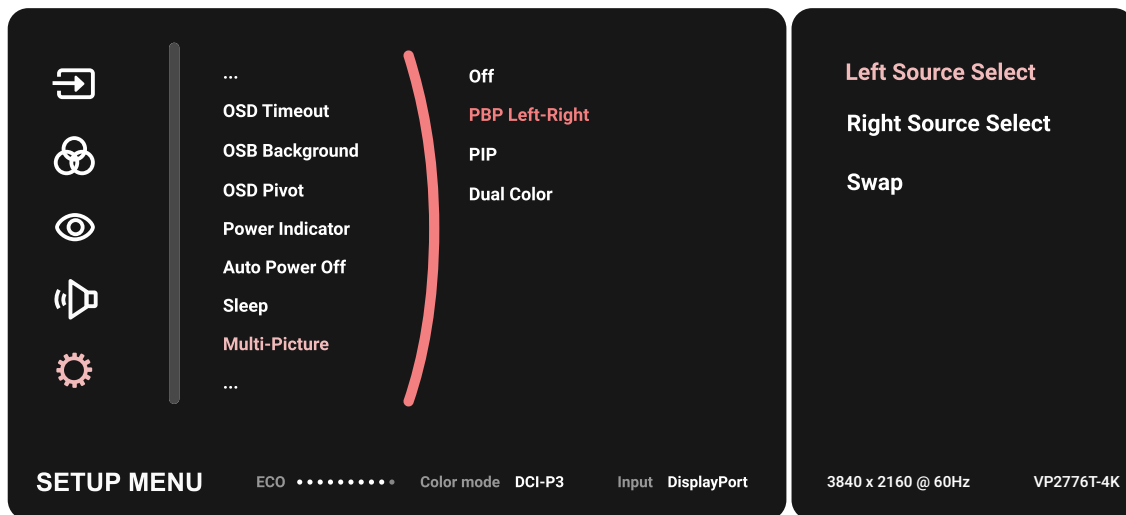 ...
OSD Timeout
OSB Background
OSD Pivot
Power Indicator
Auto Power Off
Sleep
Multi-Picture
...
Off
PBP Left-Right
PIP
Dual Color
Left Source Select
Right Source Select
Swap
SETUP MENU
ECO
Color mode DCI-P3
Input DisplayPort
3840 x 2160 @ 60Hz
VP2776T-4K